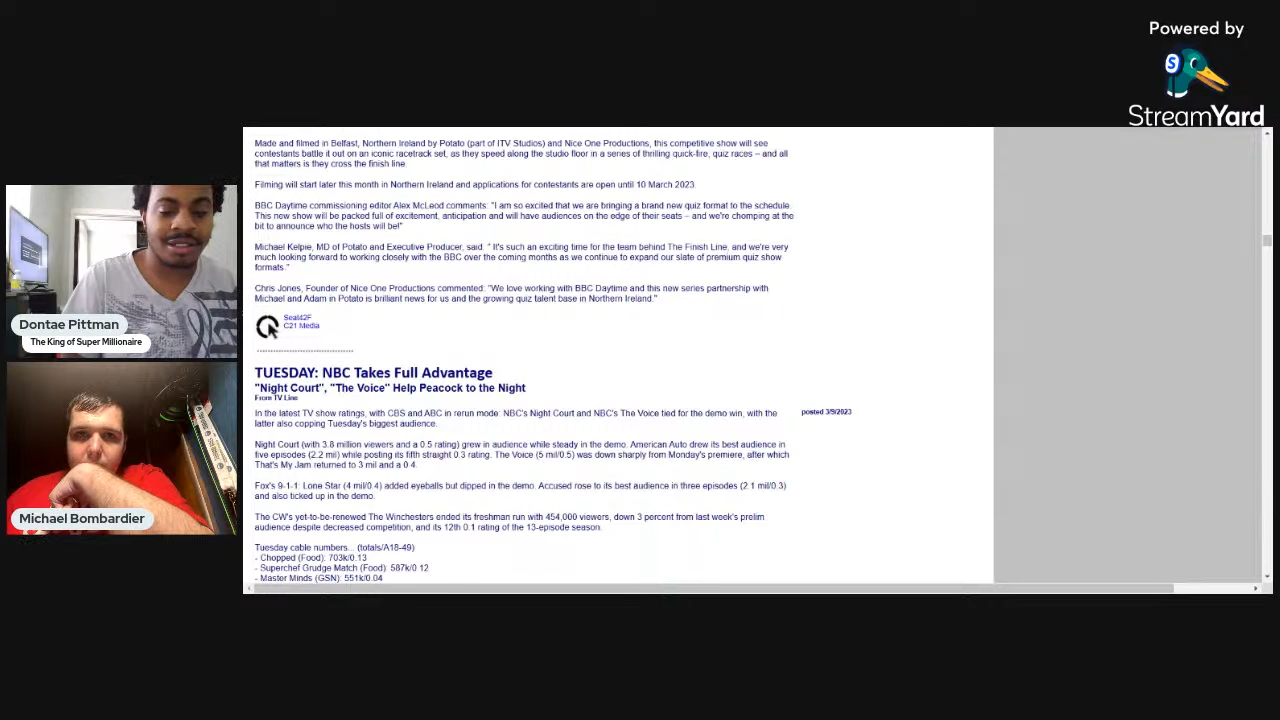 Powered by
S
StreamYard
Made and filmed in Belfast, Northern Ireland by Potato (part of ITV Studios) and Nice One Productions, this competitive show will see
contestants battle it out on an iconic racetrack set, as they speed along the studio floor in a series of thrilling quick-fire, quiz races – and all
that matters is they cross the finish line.
Filming will start later this month in Northern Ireland and applications for contestants are open until 10 March 2023.
BBC Daytime commissioning editor Alex McLeod comments: "I am so excited that we are bringing a brand new quiz format to the schedule.
This new show will be packed full of excitement, anticipation and will have audiences on the edge of their seats – and we're chomping at the
bit to announce who the hosts will be!"
Michael Kelpie, MD of Potato and Executive Producer, said: " It's such an exciting time for the team behind The Finish Line, and we're very
much looking forward to working closely with the BBC over the coming months as we continue to expand our slate of premium quiz show
formats."
Chris Jones, Founder of Nice One Productions commented: "We love working with BBC Daytime and this new series partnership with
Michael and Adam in Potato is brilliant news for us and the growing quiz talent base in Northern Ireland."
Seat42F
C21 Media
TUESDAY: NBC Takes Full Advantage
"Night Court", "The Voice" Help Peacock to the Night
From TV Line
In the latest TV show ratings, with CBS and ABC in rerun mode: NBC's Night Court and NBC's The Voice tied for the demo win, with the
latter also copping Tuesday's biggest audience.
posted 3/9/2023
Night Court (with 3.8 million viewers and a 0.5 rating) grew in audience while steady in the demo. American Auto drew its best audience in
five episodes (2.2 mil) while posting its fifth straight 0.3 rating. The Voice (5 mil/0.5) was down sharply from Monday's premiere, after which
That's My Jam returned to 3 mil and a 0.4.
Fox's 9-1-1: Lone Star (4 mil/0.4) added eyeballs but dipped in the demo. Accused rose to its best audience in three episodes (2.1 mil/0.3)
and also ticked up in the demo.
The CW's yet-to-be-renewed The Winchesters ended its freshman run with 454,000 viewers, down 3 percent from last week's prelim
audience despite decreased competition, and its 12th 0.1 rating of the 13-episode season.
Tuesday cable numbers... (totals/A18-49)
- Chopped (Food): 703k/0.13
- Superchef Grudge Match (Food): 587k/0.12
- Master Minds (GSN): 551k/0.04
Dontae Pittman
The King of Super Millionaire
Michael Bombardier